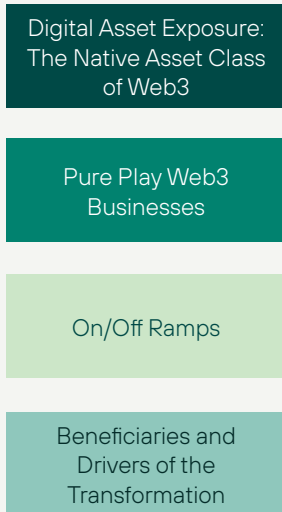 Digital Asset Exposure:
The Native Asset Class
of Web3
Pure Play Web3
Businesses
On/Off Ramps
Beneficiaries and
Drivers of the
Transformation